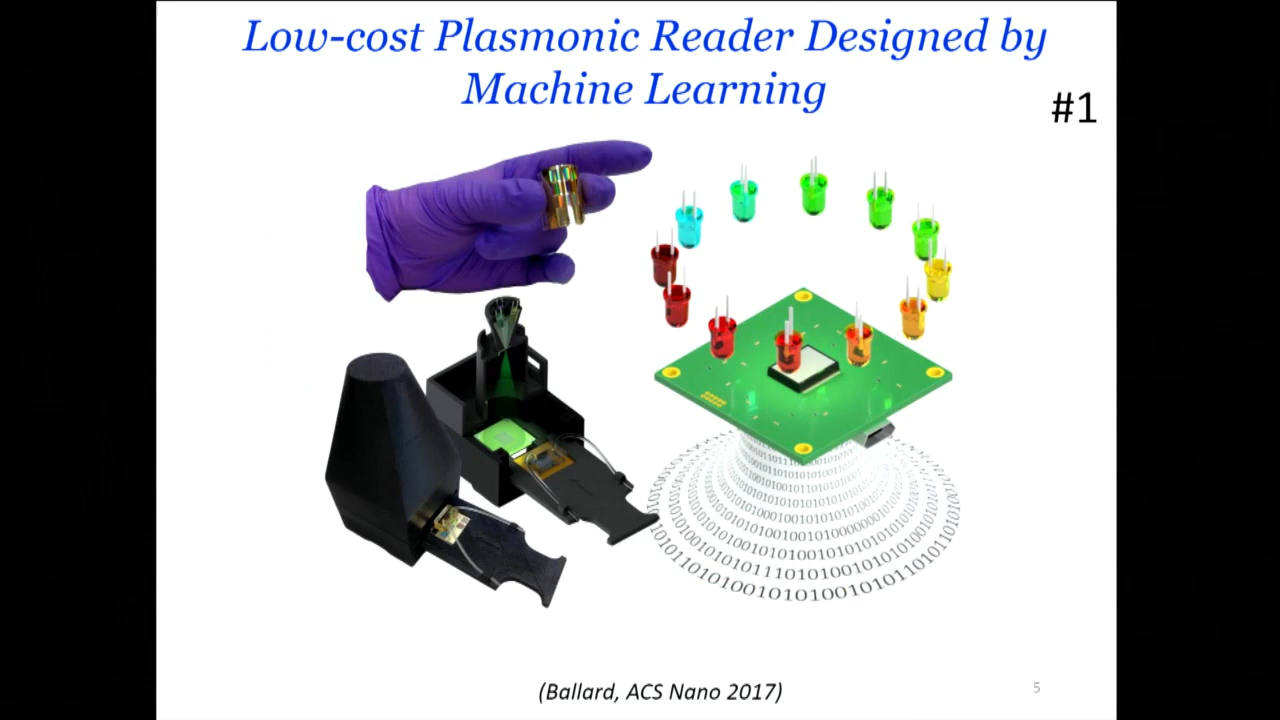 Low-cost Plasmonic Reader Designed by
Machine Learning
#1
(Ballard, ACS Nano 2017)
5